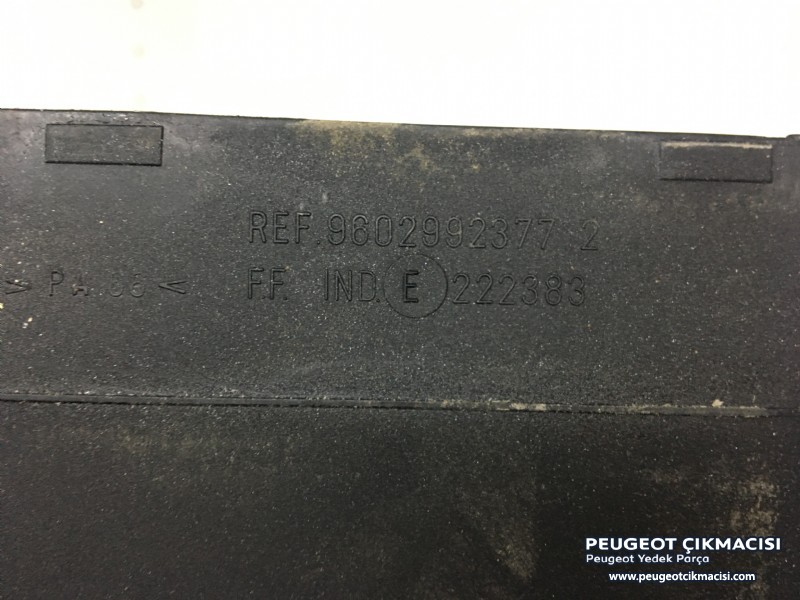 REF.9602992377 2
> PA 66 < F.F. IND. E 222383
PEUGEOT ÇIKMACISI
Peugeot Yedek Parça
www.peugeotcikmacisi.com